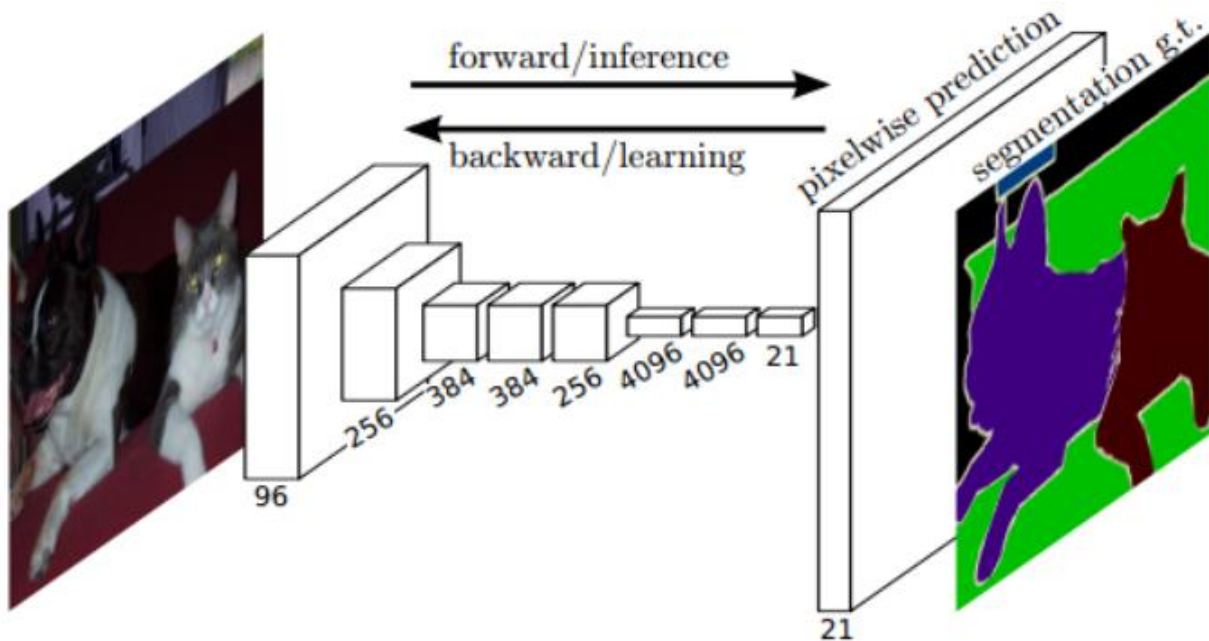 forward/inference
backward/learning
pixelwise prediction
segmentation g.t.
96
256
384
384
256
4096
4096
21
21